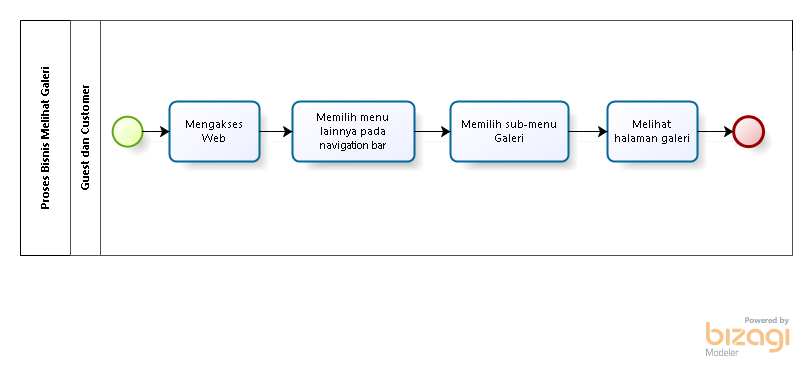 Proses Bisnis Melihat Galeri
Guest dan Customer
Mengakses
Web
Memilih menu
lainnya pada
navigation bar
Memilih sub-menu
Galeri
Melihat
halaman galeri
Powered by
bizagi
Modeler